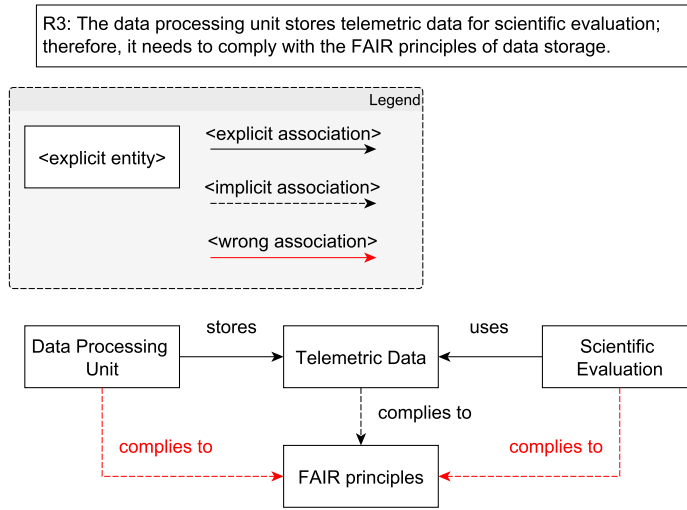 R3: The data processing unit stores telemetric data for scientific evaluation;
therefore, it needs to comply with the FAIR principles of data storage.
Legend
<explicit entity>
<explicit association>
<implicit association>
<wrong association>
stores
uses
Data Processing
Unit
Telemetric Data
Scientific
Evaluation
complies to
complies to
complies to
FAIR principles